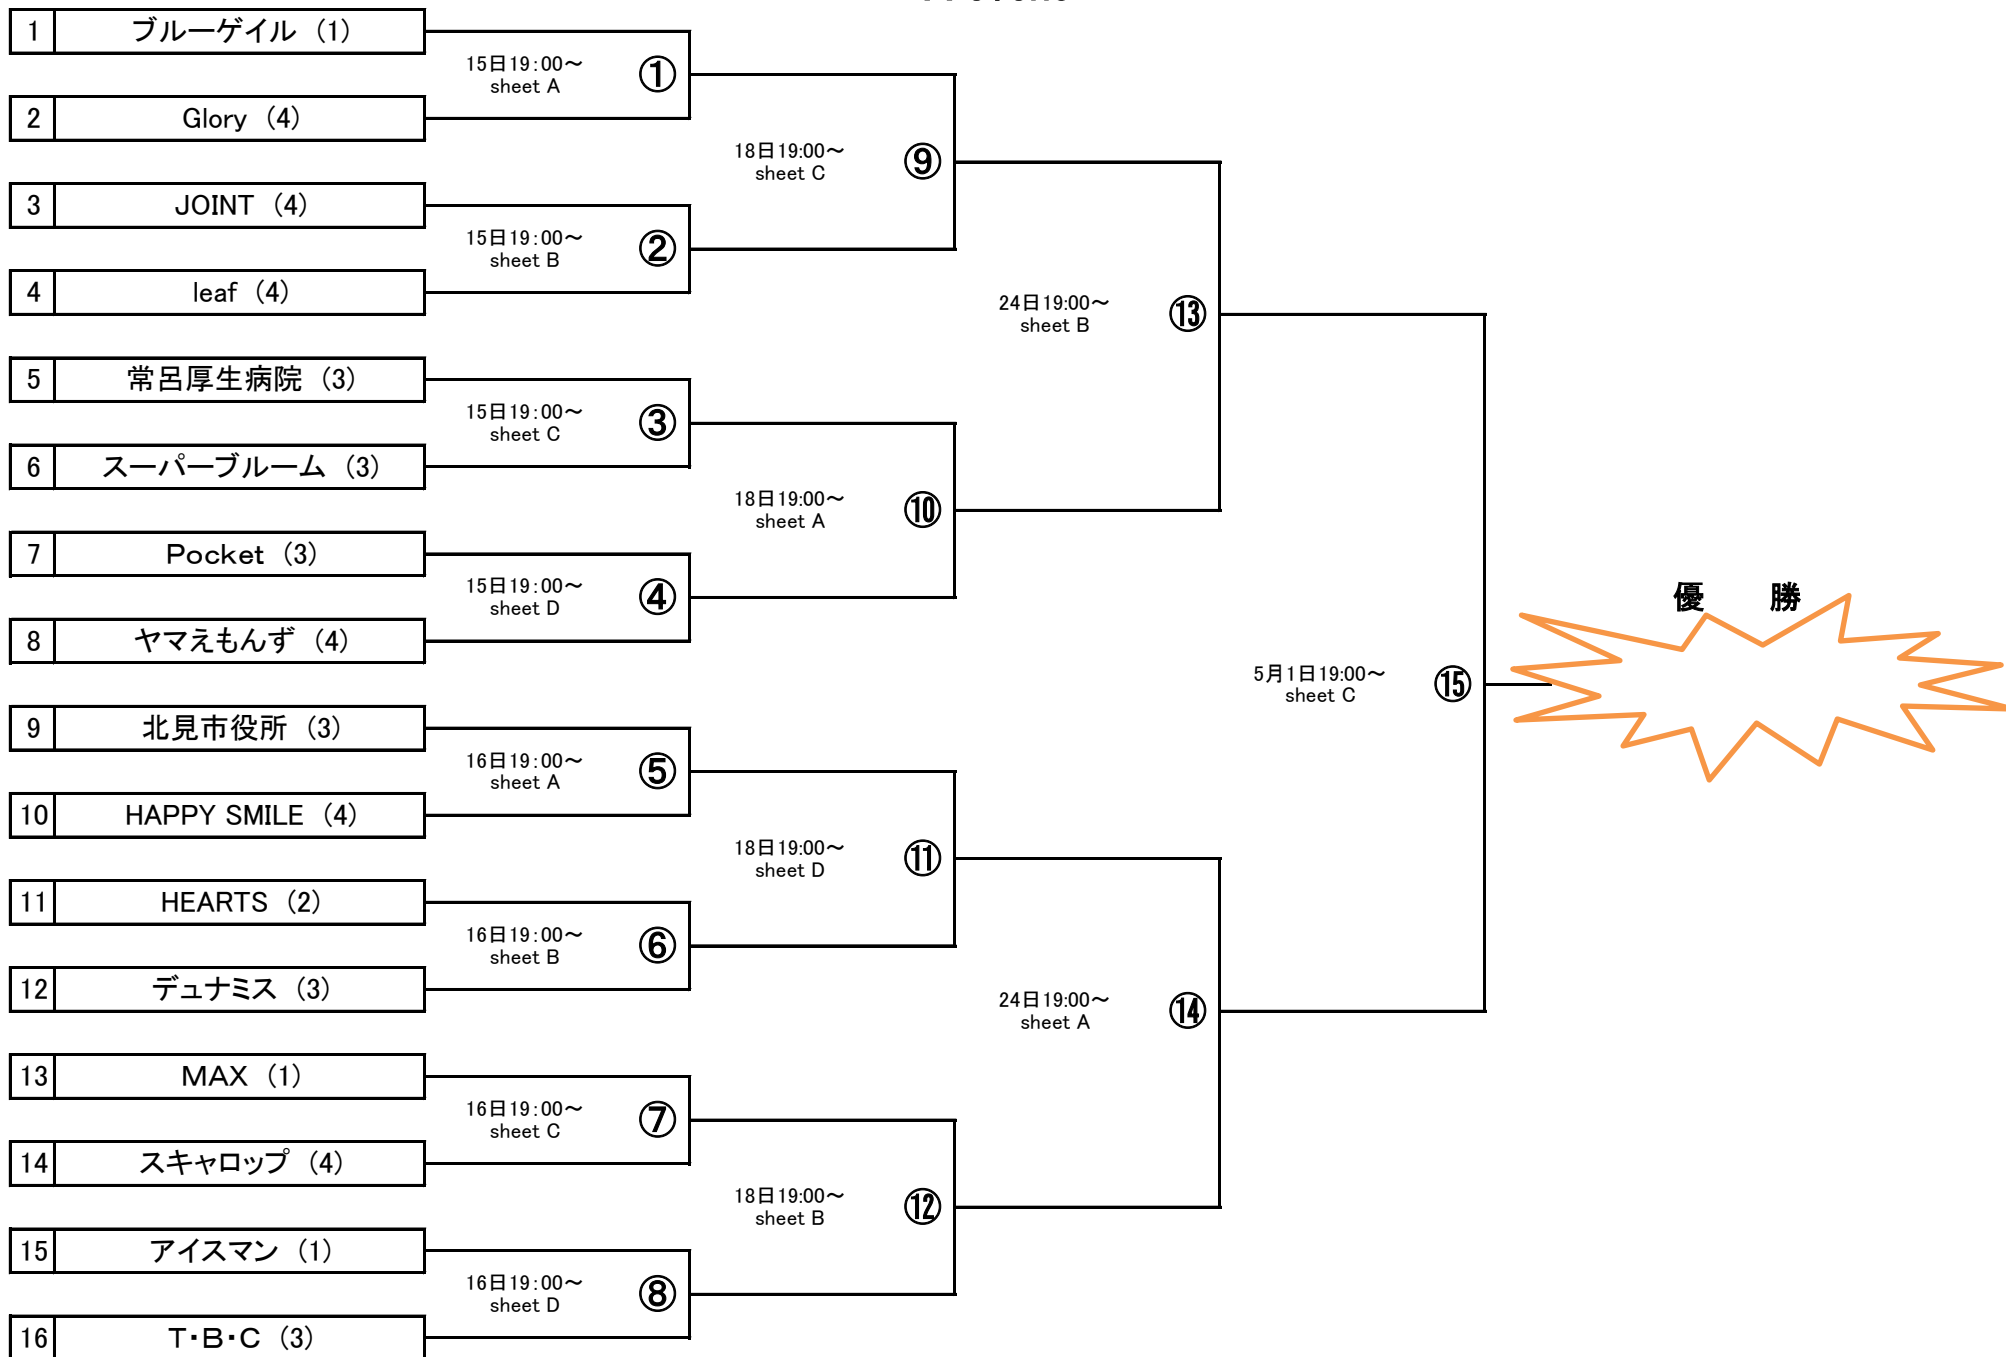 1 ブルーゲイル (1)
15日19:00～
sheet A
①
2 Glory (4)
18日19:00～
sheet C
⑨
3 JOINT (4)
15日19:00～
sheet B
②
4 leaf (4)
24日19:00～
sheet B
⑬
5 常呂厚生病院 (3)
15日19:00～
sheet C
③
6 スーパーブルーム (3)
18日19:00～
sheet A
⑩
7 Pocket (3)
15日19:00～
sheet D
④
8 ヤマえもんず (4)
優 勝
5月1日19:00～
sheet C
⑮
9 北見市役所 (3)
16日19:00～
sheet A
⑤
10 HAPPY SMILE (4)
18日19:00～
sheet D
⑪
11 HEARTS (2)
16日19:00～
sheet B
⑥
12 デュナミス (3)
24日19:00～
sheet A
⑭
13 MAX (1)
16日19:00～
sheet C
⑦
14 スキャロップ (4)
18日19:00～
sheet B
⑫
15 アイスマン (1)
16日19:00～
sheet D
⑧
16 T・B・C (3)